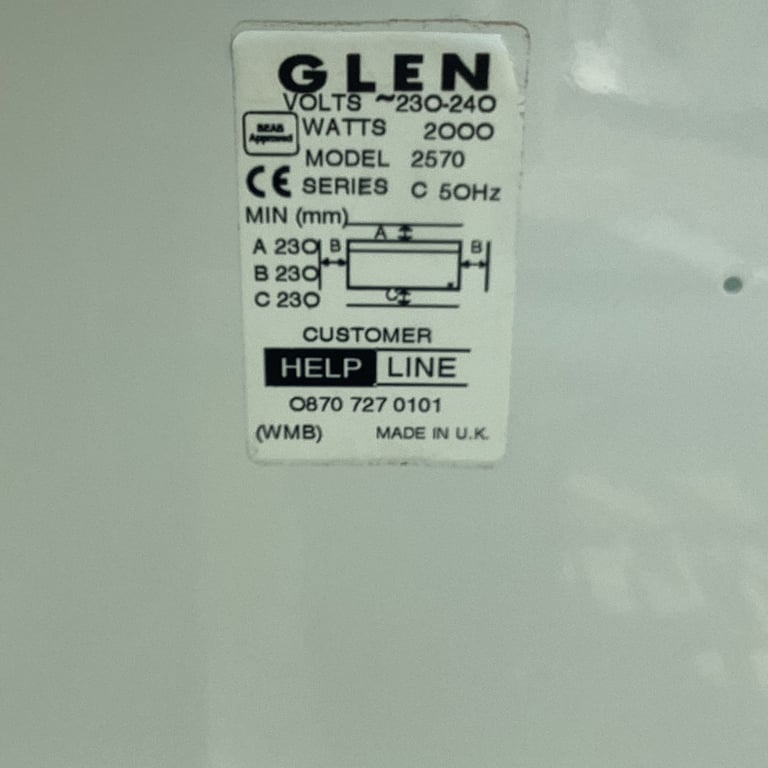 GLEN
VOLTS ~230-240
BEAB
Approved
WATTS 2000
MODEL 2570
CE SERIES C 50Hz
MIN (mm)
A
A 230 B B
B 230
C 230 C
CUSTOMER
HELP LINE
0870 727 0101
(WMB) MADE IN U.K.